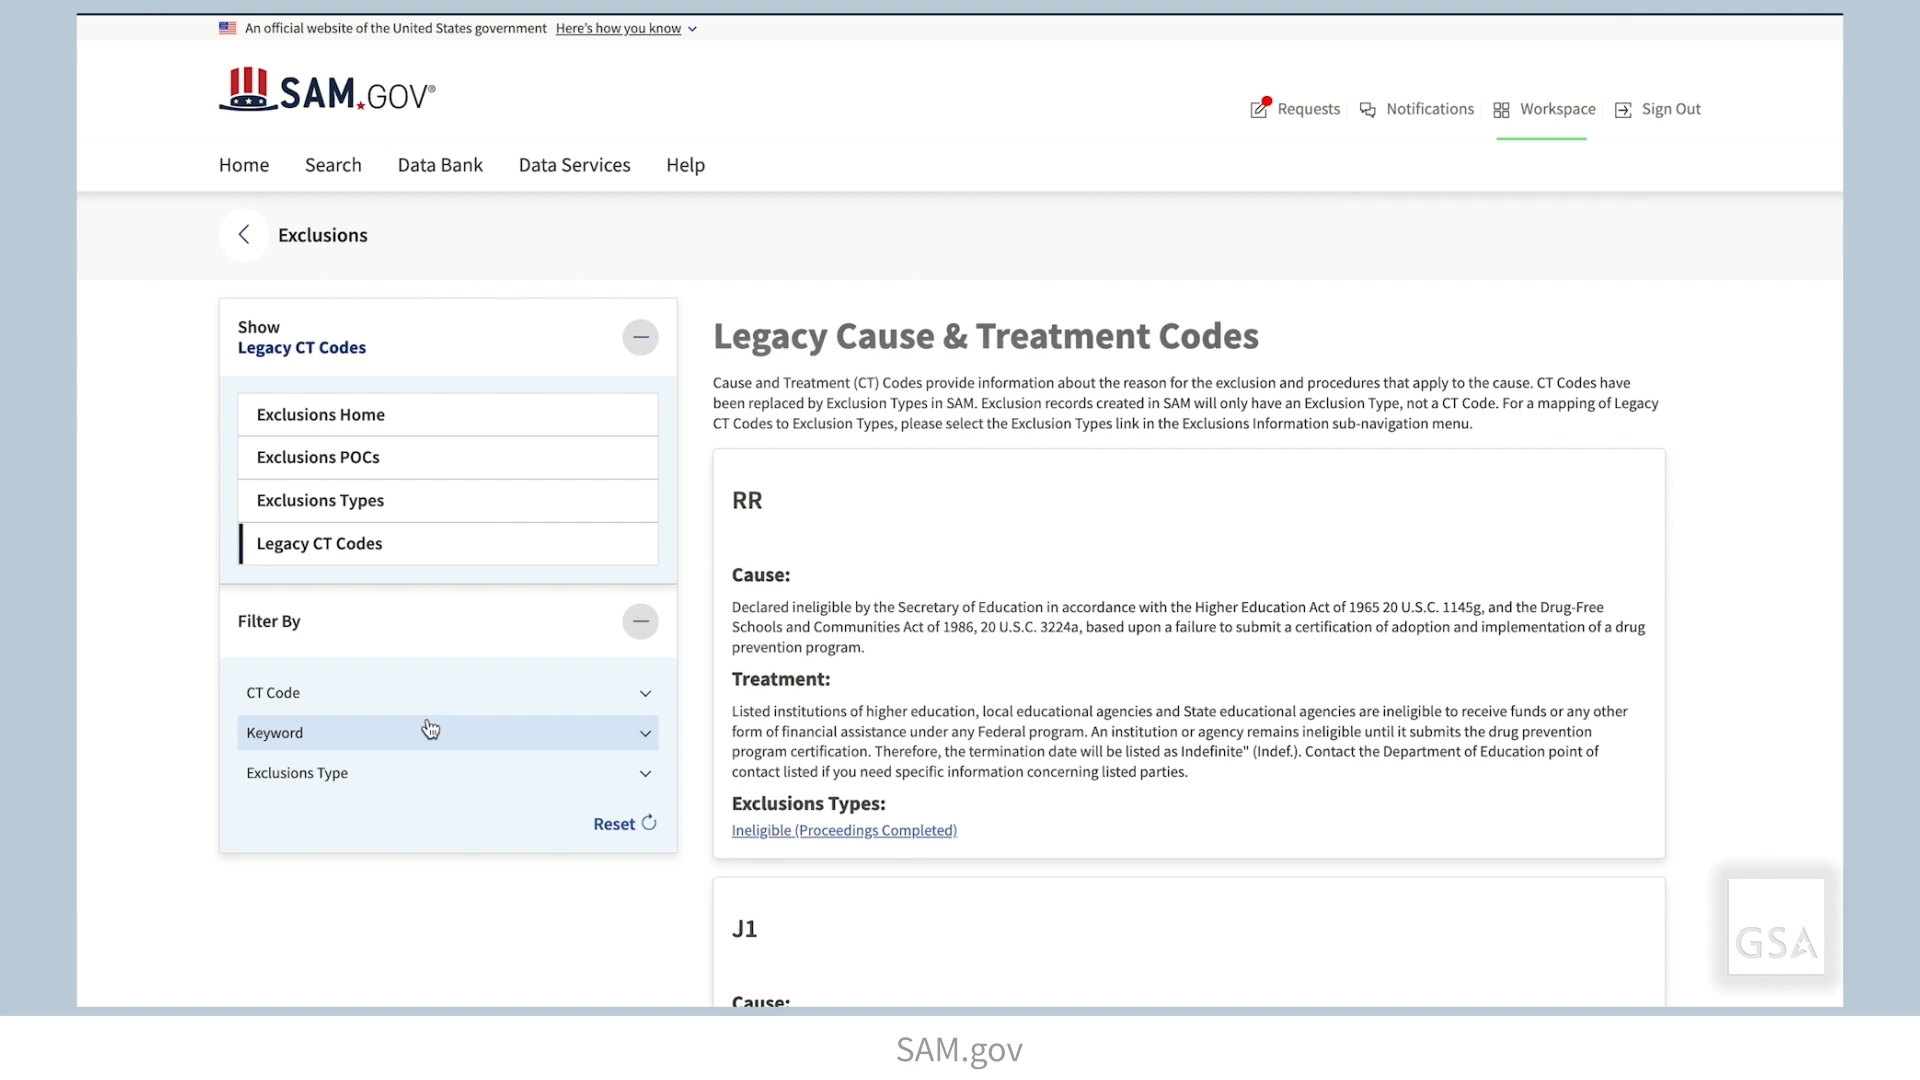 An official website of the United States government Here's how you know
SAM.GOV®
Requests Notifications Workspace Sign Out
Home Search Data Bank Data Services Help
Exclusions
Show
Legacy CT Codes
Exclusions Home
Exclusions POCs
Exclusions Types
Legacy CT Codes
Filter By
CT Code
Keyword
Exclusions Type
Reset
Legacy Cause & Treatment Codes
Cause and Treatment (CT) Codes provide information about the reason for the exclusion and procedures that apply to the cause. CT Codes have
been replaced by Exclusion Types in SAM. Exclusion records created in SAM will only have an Exclusion Type, not a CT Code. For a mapping of Legacy
CT Codes to Exclusion Types, please select the Exclusion Types link in the Exclusions Information sub-navigation menu.
RR
Cause:
Declared ineligible by the Secretary of Education in accordance with the Higher Education Act of 1965 20 U.S.C. 1145g, and the Drug-Free
Schools and Communities Act of 1986, 20 U.S.C. 3224a, based upon a failure to submit a certification of adoption and implementation of a drug
prevention program.
Treatment:
Listed institutions of higher education, local educational agencies and State educational agencies are ineligible to receive funds or any other
form of financial assistance under any Federal program. An institution or agency remains ineligible until it submits the drug prevention
program certification. Therefore, the termination date will be listed as Indefinite" (Indef.). Contact the Department of Education point of
contact listed if you need specific information concerning listed parties.
Exclusions Types:
Ineligible (Proceedings Completed)
J1
Cause:
GSA
SAM.gov